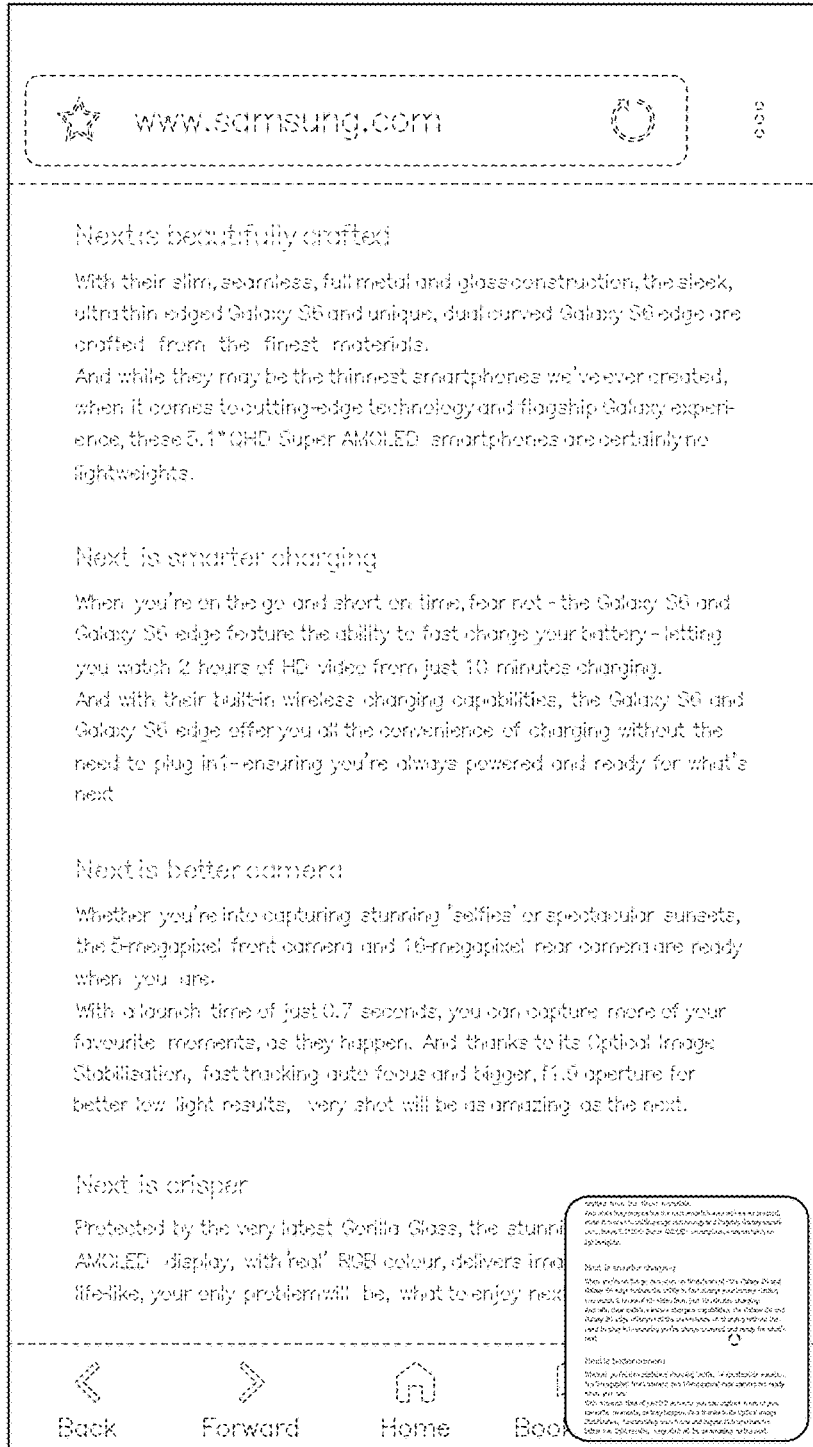 www.samsung.com
Next is beautifully crafted
With their slim, seamless, full metal and glass construction, the sleek,
ultra thin edged Galaxy S6 and unique, dual curved Galaxy S6 edge are
crafted from the finest materials.
And while they may be the thinnest smartphones we've ever created,
when it comes to cutting-edge technology and flagship Galaxy experi-
ence, these 5.1" QHD Super AMOLED smartphones are certainly no
lightweights.
Next is smarter charging
When you're on the go and short on time, fear not - the Galaxy S6 and
Galaxy S6 edge feature the ability to fast charge your battery - letting
you watch 2 hours of HD video from just 10 minutes charging.
And with their built-in wireless charging capabilities, the Galaxy S6 and
Galaxy S6 edge offer you all the convenience of charging without the
need to plug in1- ensuring you're always powered and ready for what's
next
Next is better camera
Whether you're into capturing stunning 'selfies' or spectacular sunsets,
the 5-megapixel front camera and 16-megapixel rear camera are ready
when you are.
With a launch time of just 0.7 seconds, you can capture more of your
favourite moments, as they happen. And thanks to its Optical Image
Stabilisation, fast tracking auto focus and bigger, f1.9 aperture for
better low light results, very shot will be as amazing as the next.
Next is crisper
Protected by the very latest Gorilla Glass, the stunni
AMOLED display, with 'real' RGB colour, delivers ima
life-like, your only problem will be, what to enjoy nex
Back Forward Home Boo
Next is smarter charging
Next is better camera